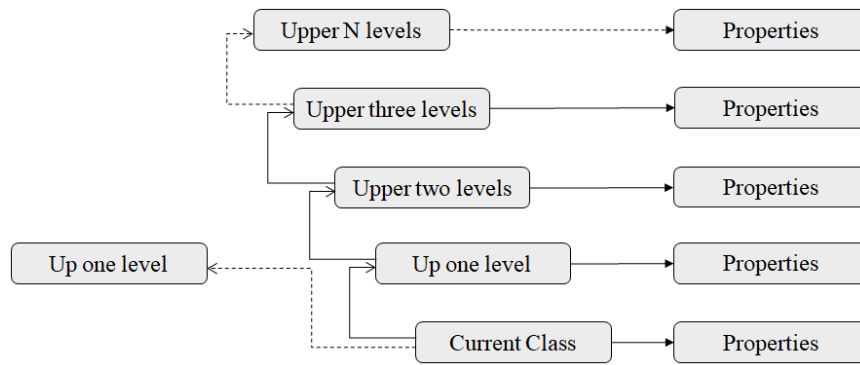 Upper N levels
Properties
Upper three levels
Properties
Upper two levels
Properties
Up one level
Up one level
Properties
Current Class
Properties